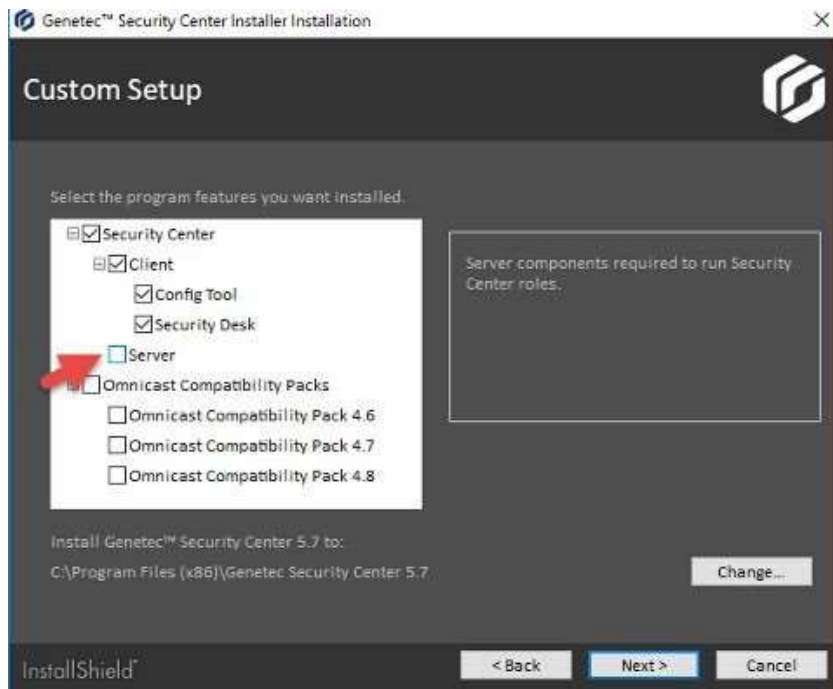 Genetec™ Security Center Installer Installation
Custom Setup
Select the program features you want installed.
Security Center
Client
Config Tool
Security Desk
Server
Omnicast Compatibility Packs
Omnicast Compatibility Pack 4.6
Omnicast Compatibility Pack 4.7
Omnicast Compatibility Pack 4.8
Server components required to run Security
Center roles.
Install Genetec™ Security Center 5.7 to:
C:\Program Files (x86)\Genetec Security Center 5.7
Change...
InstallShield™
< Back
Next >
Cancel